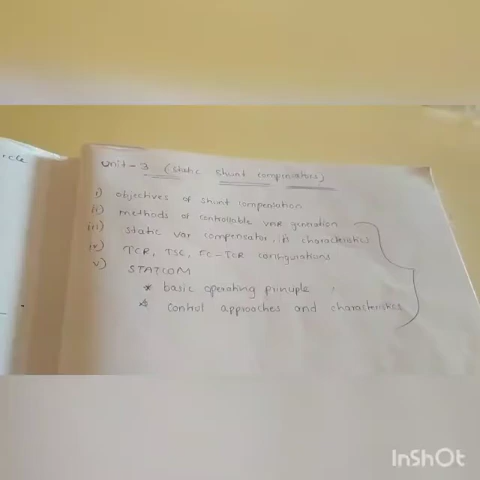 cle
Unit-3 (static shunt compensators)
i) objectives of shunt compensation
ii) methods of controllable VAR generation
iii) static var compensator, its characteristics
iv) TCR, TSC, FC-TCR configurations
v) STATCOM
* basic operating principle
* control approaches and characteristics
InShOt